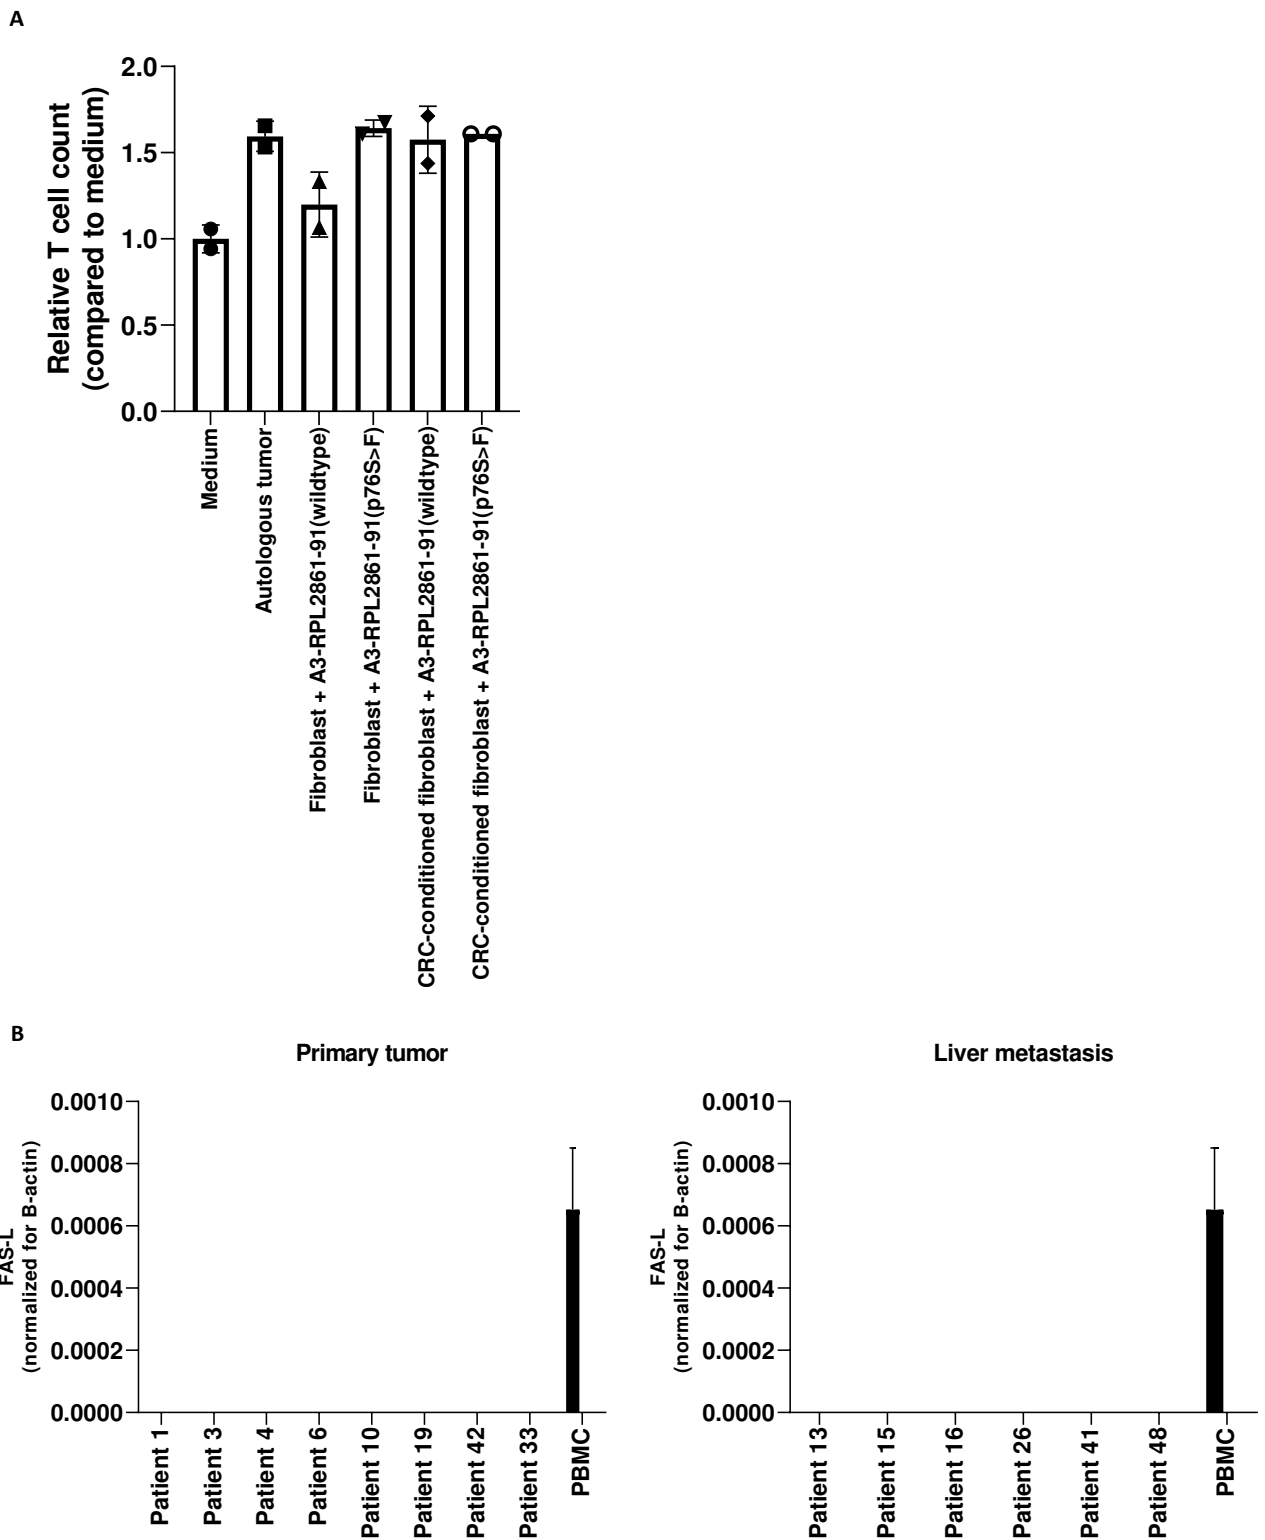 A
2.0
1.5
1.0
0.5
0.0
Relative T cell count
(compared to medium)
Medium
Autologous tumor
Fibroblast + A3-RPL2861-91(wildtype)
Fibroblast + A3-RPL2861-91(p76S>F)
CRC-conditioned fibroblast + A3-RPL2861-91(wildtype)
CRC-conditioned fibroblast + A3-RPL2861-91(p76S>F)
B
Primary tumor
0.0010
0.0008
0.0006
0.0004
0.0002
0.0000
FAS-L
(normalized for B-actin)
Patient 1
Patient 3
Patient 4
Patient 6
Patient 10
Patient 19
Patient 42
Patient 33
PBMC
Liver metastasis
0.0010
0.0008
0.0006
0.0004
0.0002
0.0000
FAS-L
(normalized for B-actin)
Patient 13
Patient 15
Patient 16
Patient 26
Patient 41
Patient 48
PBMC